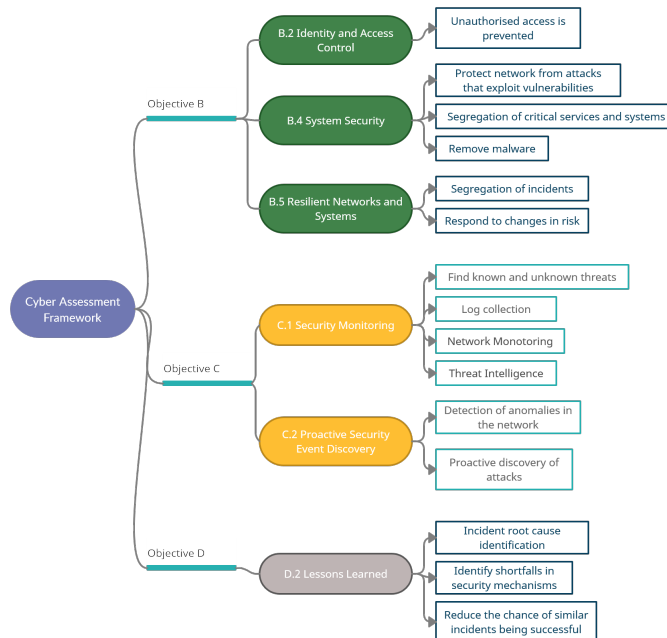 Cyber Assessment
Framework
Objective B
B.2 Identity and Access
Control
Unauthorised access is
prevented
B.4 System Security
Protect network from attacks
that exploit vulnerabilities
Segregation of critical services and systems
Remove malware
B.5 Resilient Networks and
Systems
Segregation of incidents
Respond to changes in risk
Objective C
C.1 Security Monitoring
Find known and unknown threats
Log collection
Network Monotoring
Threat Intelligence
C.2 Proactive Security
Event Discovery
Detection of anomalies in
the network
Proactive discovery of
attacks
Objective D
D.2 Lessons Learned
Incident root cause
identification
Identify shortfalls in
security mechanisms
Reduce the chance of similar
incidents being successful